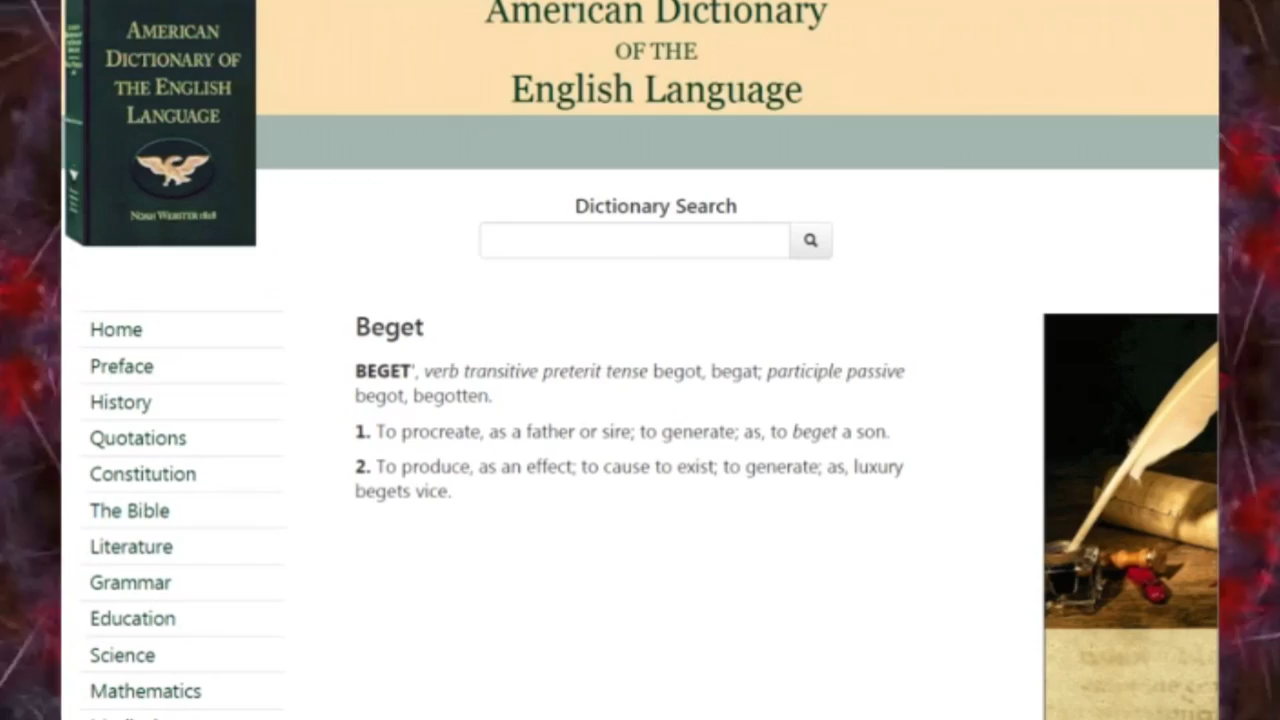 AMERICAN
DICTIONARY OF
THE ENGLISH
LANGUAGE
NOAH WEBSTER 1828
American Dictionary
OF THE
English Language
Dictionary Search
Home
Preface
History
Quotations
Constitution
The Bible
Literature
Grammar
Education
Science
Mathematics
Beget
BEGET', verb transitive preterit tense begot, begat; participle passive
begot, begotten.
1. To procreate, as a father or sire; to generate; as, to beget a son.
2. To produce, as an effect; to cause to exist; to generate; as, luxury
begets vice.